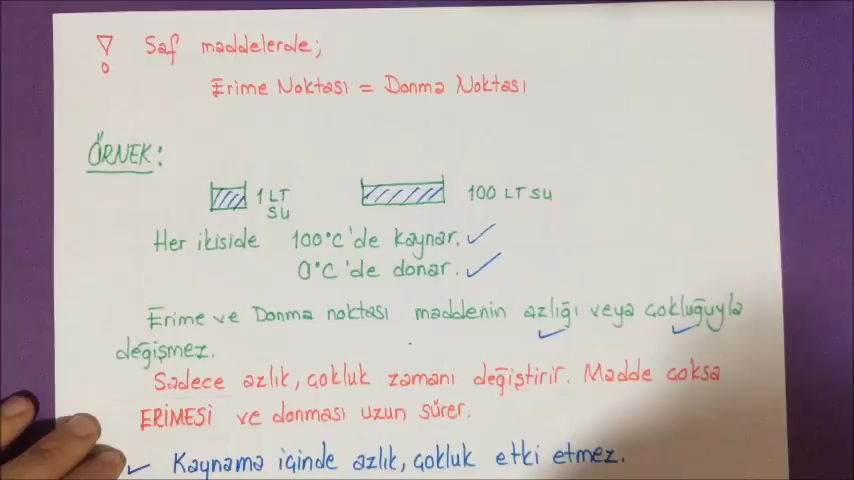 ! Saf maddelerde;
Erime Noktası = Donma Noktası
ÖRNEK:
1 LT
SU
100 LT SU
Her ikiside 100°C'de kaynar. ✓
0°C'de donar. ✓
Erime ve Donma noktası maddenin azlığı veya çokluğuyla
değişmez.
Sadece azlık, çokluk zamanı değiştirir. Madde çoksa
ERİMESİ ve donması uzun sürer.
✓ Kaynama içinde azlık, çokluk etki etmez.